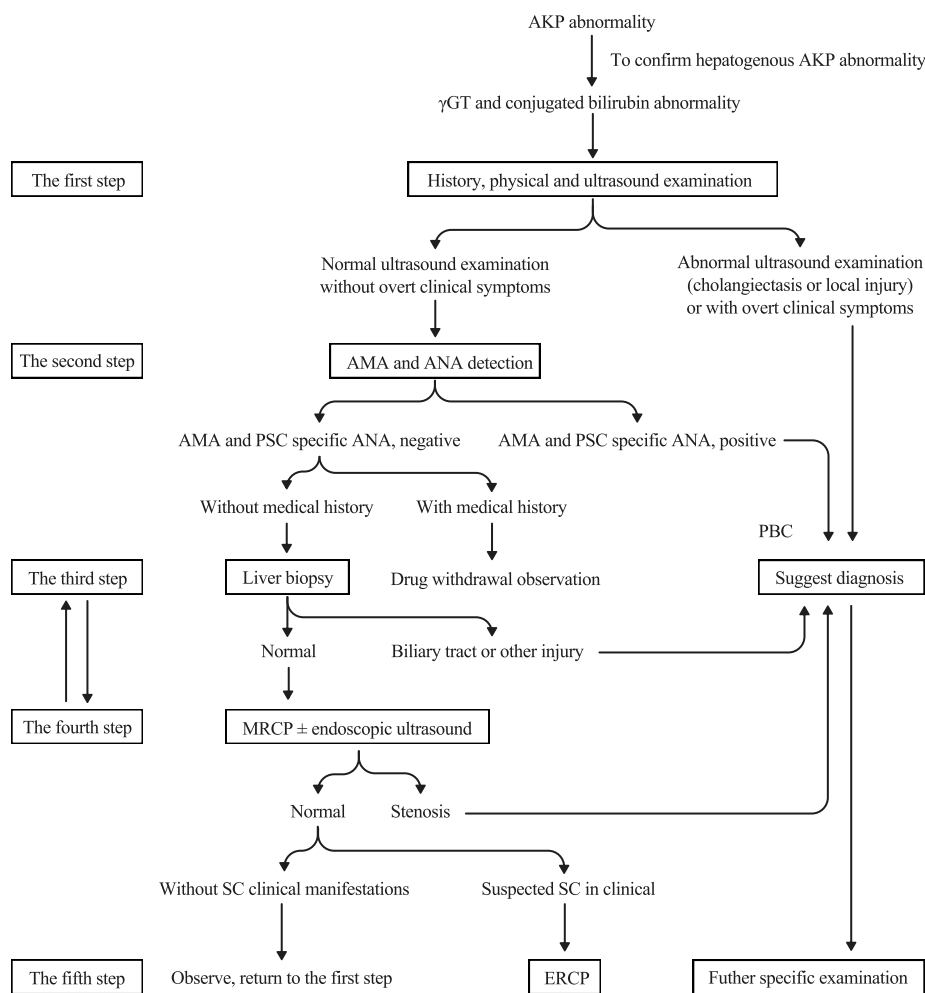 AKP abnormality
To confirm hepatogenous AKP abnormality
γGT and conjugated bilirubin abnormality
The first step
History, physical and ultrasound examination
Normal ultrasound examination
without overt clinical symptoms
Abnormal ultrasound examination
(cholangiectasis or local injury)
or with overt clinical symptoms
The second step
AMA and ANA detection
AMA and PSC specific ANA, negative
AMA and PSC specific ANA, positive
Without medical history
With medical history
PBC
The third step
Liver biopsy
Drug withdrawal observation
Suggest diagnosis
Normal
Biliary tract or other injury
The fourth step
MRCP ± endoscopic ultrasound
Normal
Stenosis
Without SC clinical manifestations
Suspected SC in clinical
The fifth step
Observe, return to the first step
ERCP
Futher specific examination